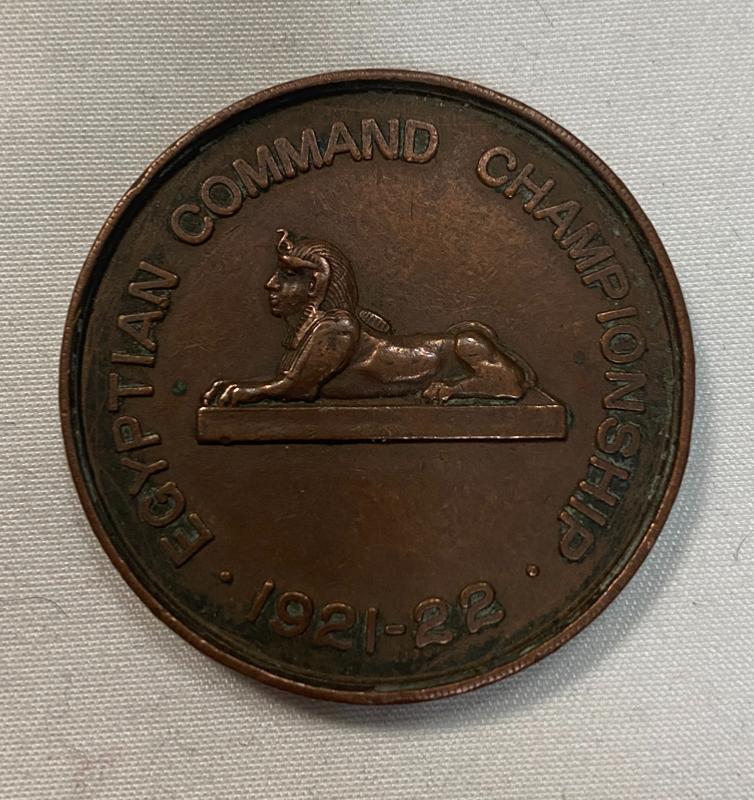 EGYPTIAN COMMAND CHAMPIONSHIP
· 1921-22 ·